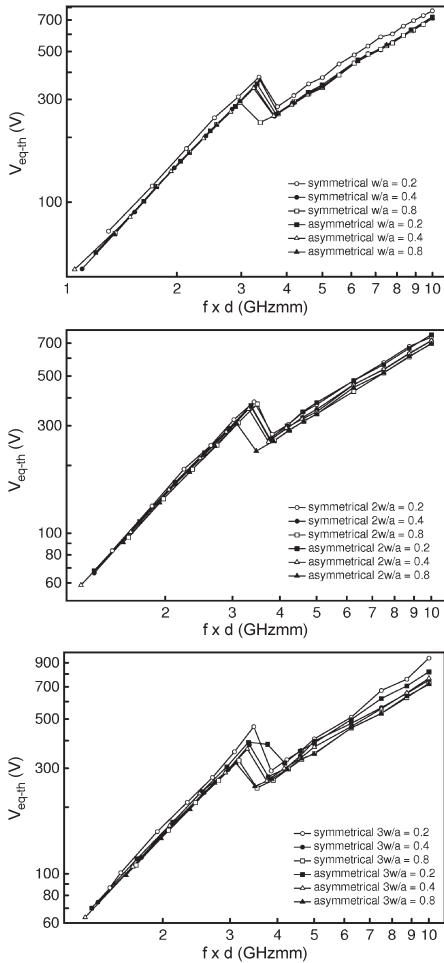 700
500
300
100
V_eq-th (V)
symmetrical w/a = 0.2
symmetrical w/a = 0.4
symmetrical w/a = 0.8
asymmetrical w/a = 0.2
asymmetrical w/a = 0.4
asymmetrical w/a = 0.8
1 2 3 4 5 6 7 8 9 10
f x d (GHzmm)
700
500
300
100
80
60
V_eq-th (V)
symmetrical 2w/a = 0.2
symmetrical 2w/a = 0.4
symmetrical 2w/a = 0.8
asymmetrical 2w/a = 0.2
asymmetrical 2w/a = 0.4
asymmetrical 2w/a = 0.8
2 3 4 5 6 7 8 9 10
f x d (GHzmm)
900
700
500
300
100
80
60
V_eq-th (V)
symmetrical 3w/a = 0.2
symmetrical 3w/a = 0.4
symmetrical 3w/a = 0.8
asymmetrical 3w/a = 0.2
asymmetrical 3w/a = 0.4
asymmetrical 3w/a = 0.8
2 3 4 5 6 7 8 9 10
f x d (GHzmm)